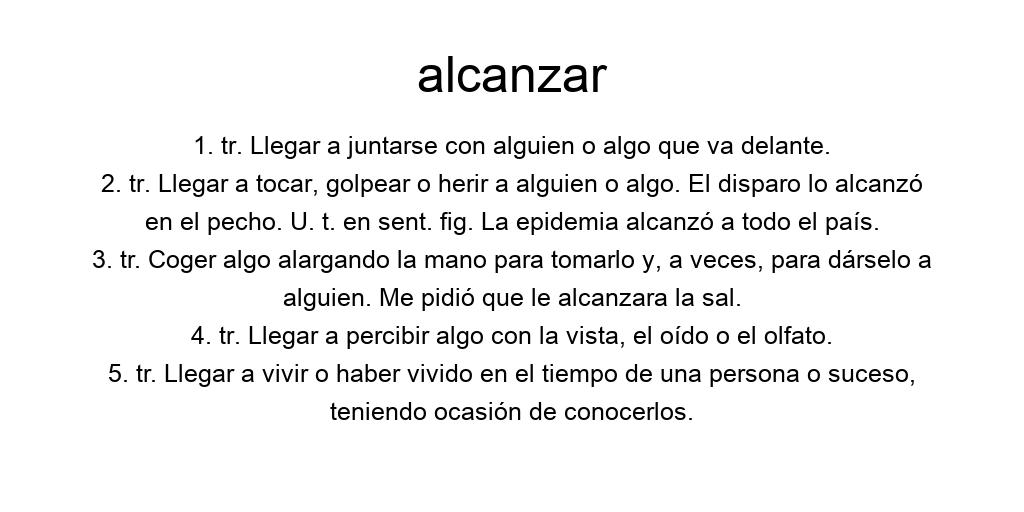 alcanzar
1. tr. Llegar a juntarse con alguien o algo que va delante.
2. tr. Llegar a tocar, golpear o herir a alguien o algo. El disparo lo alcanzó
en el pecho. U. t. en sent. fig. La epidemia alcanzó a todo el país.
3. tr. Coger algo alargando la mano para tomarlo y, a veces, para dárselo a
alguien. Me pidió que le alcanzara la sal.
4. tr. Llegar a percibir algo con la vista, el oído o el olfato.
5. tr. Llegar a vivir o haber vivido en el tiempo de una persona o suceso,
teniendo ocasión de conocerlos.